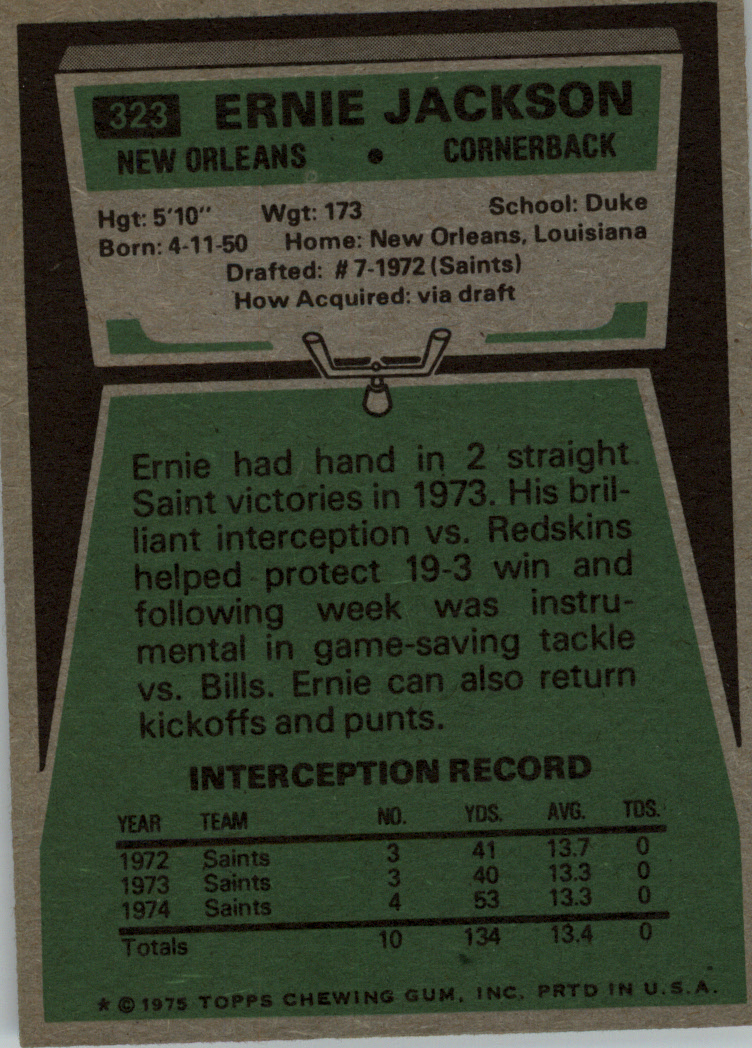 323 ERNIE JACKSON
NEW ORLEANS • CORNERBACK
Hgt: 5'10" Wgt: 173 School: Duke
Born: 4-11-50 Home: New Orleans, Louisiana
Drafted: #7-1972 (Saints)
How Acquired: via draft
Ernie had hand in 2 straight
Saint victories in 1973. His bril-
liant interception vs. Redskins
helped protect 19-3 win and
following week was instru-
mental in game-saving tackle
vs. Bills. Ernie can also return
kickoffs and punts.
INTERCEPTION RECORD
YEAR TEAM NO. YDS. AVG. TDS.
1972 Saints 3 41 13.7 0
1973 Saints 3 40 13.3 0
1974 Saints 4 53 13.3 0
Totals 10 134 13.4 0
* © 1975 TOPPS CHEWING GUM, INC. PRTD IN U.S.A.